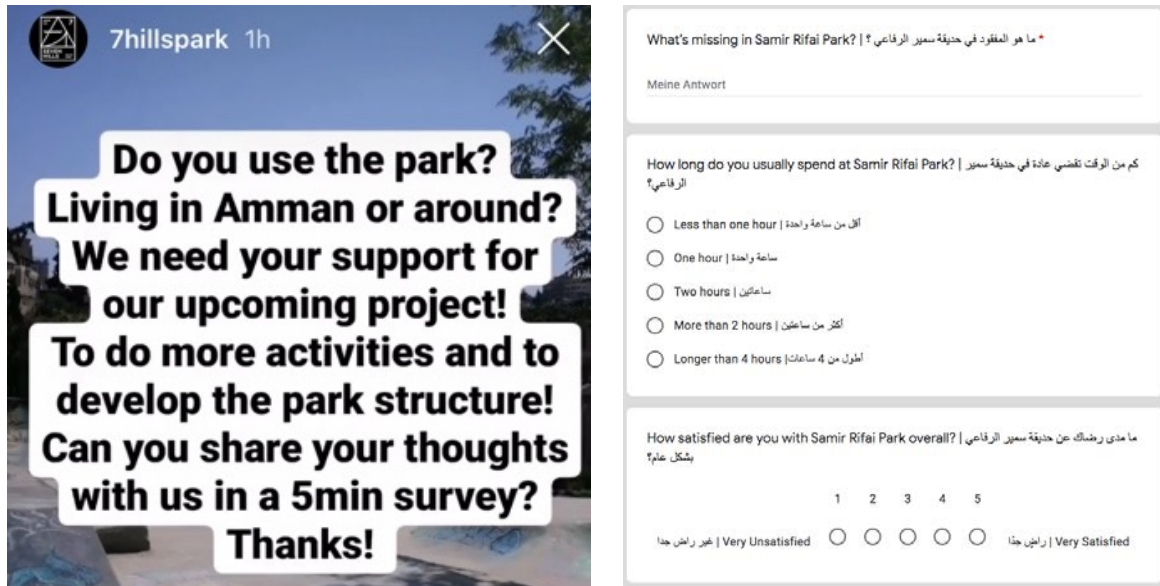 7hillspark 1h
SEVEN
HILLS
Do you use the park?
Living in Amman or around?
We need your support for
our upcoming project!
To do more activities and to
develop the park structure!
Can you share your thoughts
with us in a 5min survey?
Thanks!
What's missing in Samir Rifai Park? | ما هو المفقود في حديقة سمير الرفاعي ؟ *
Meine Antwort
How long do you usually spend at Samir Rifai Park? | كم من الوقت تقضي عادة في حديقة سمير
الرفاعي؟
Less than one hour | أقل من ساعة واحدة
One hour | ساعة واحدة
Two hours | ساعاتين
More than 2 hours | أكثر من ساعتين
Longer than 4 hours |أطول من 4 ساعات
How satisfied are you with Samir Rifai Park overall? | ما مدى رضاك عن حديقة سمير الرفاعي
بشكل عام؟
1 2 3 4 5
غير راض جدا | Very Unsatisfied
راضٍ جدًا | Very Satisfied